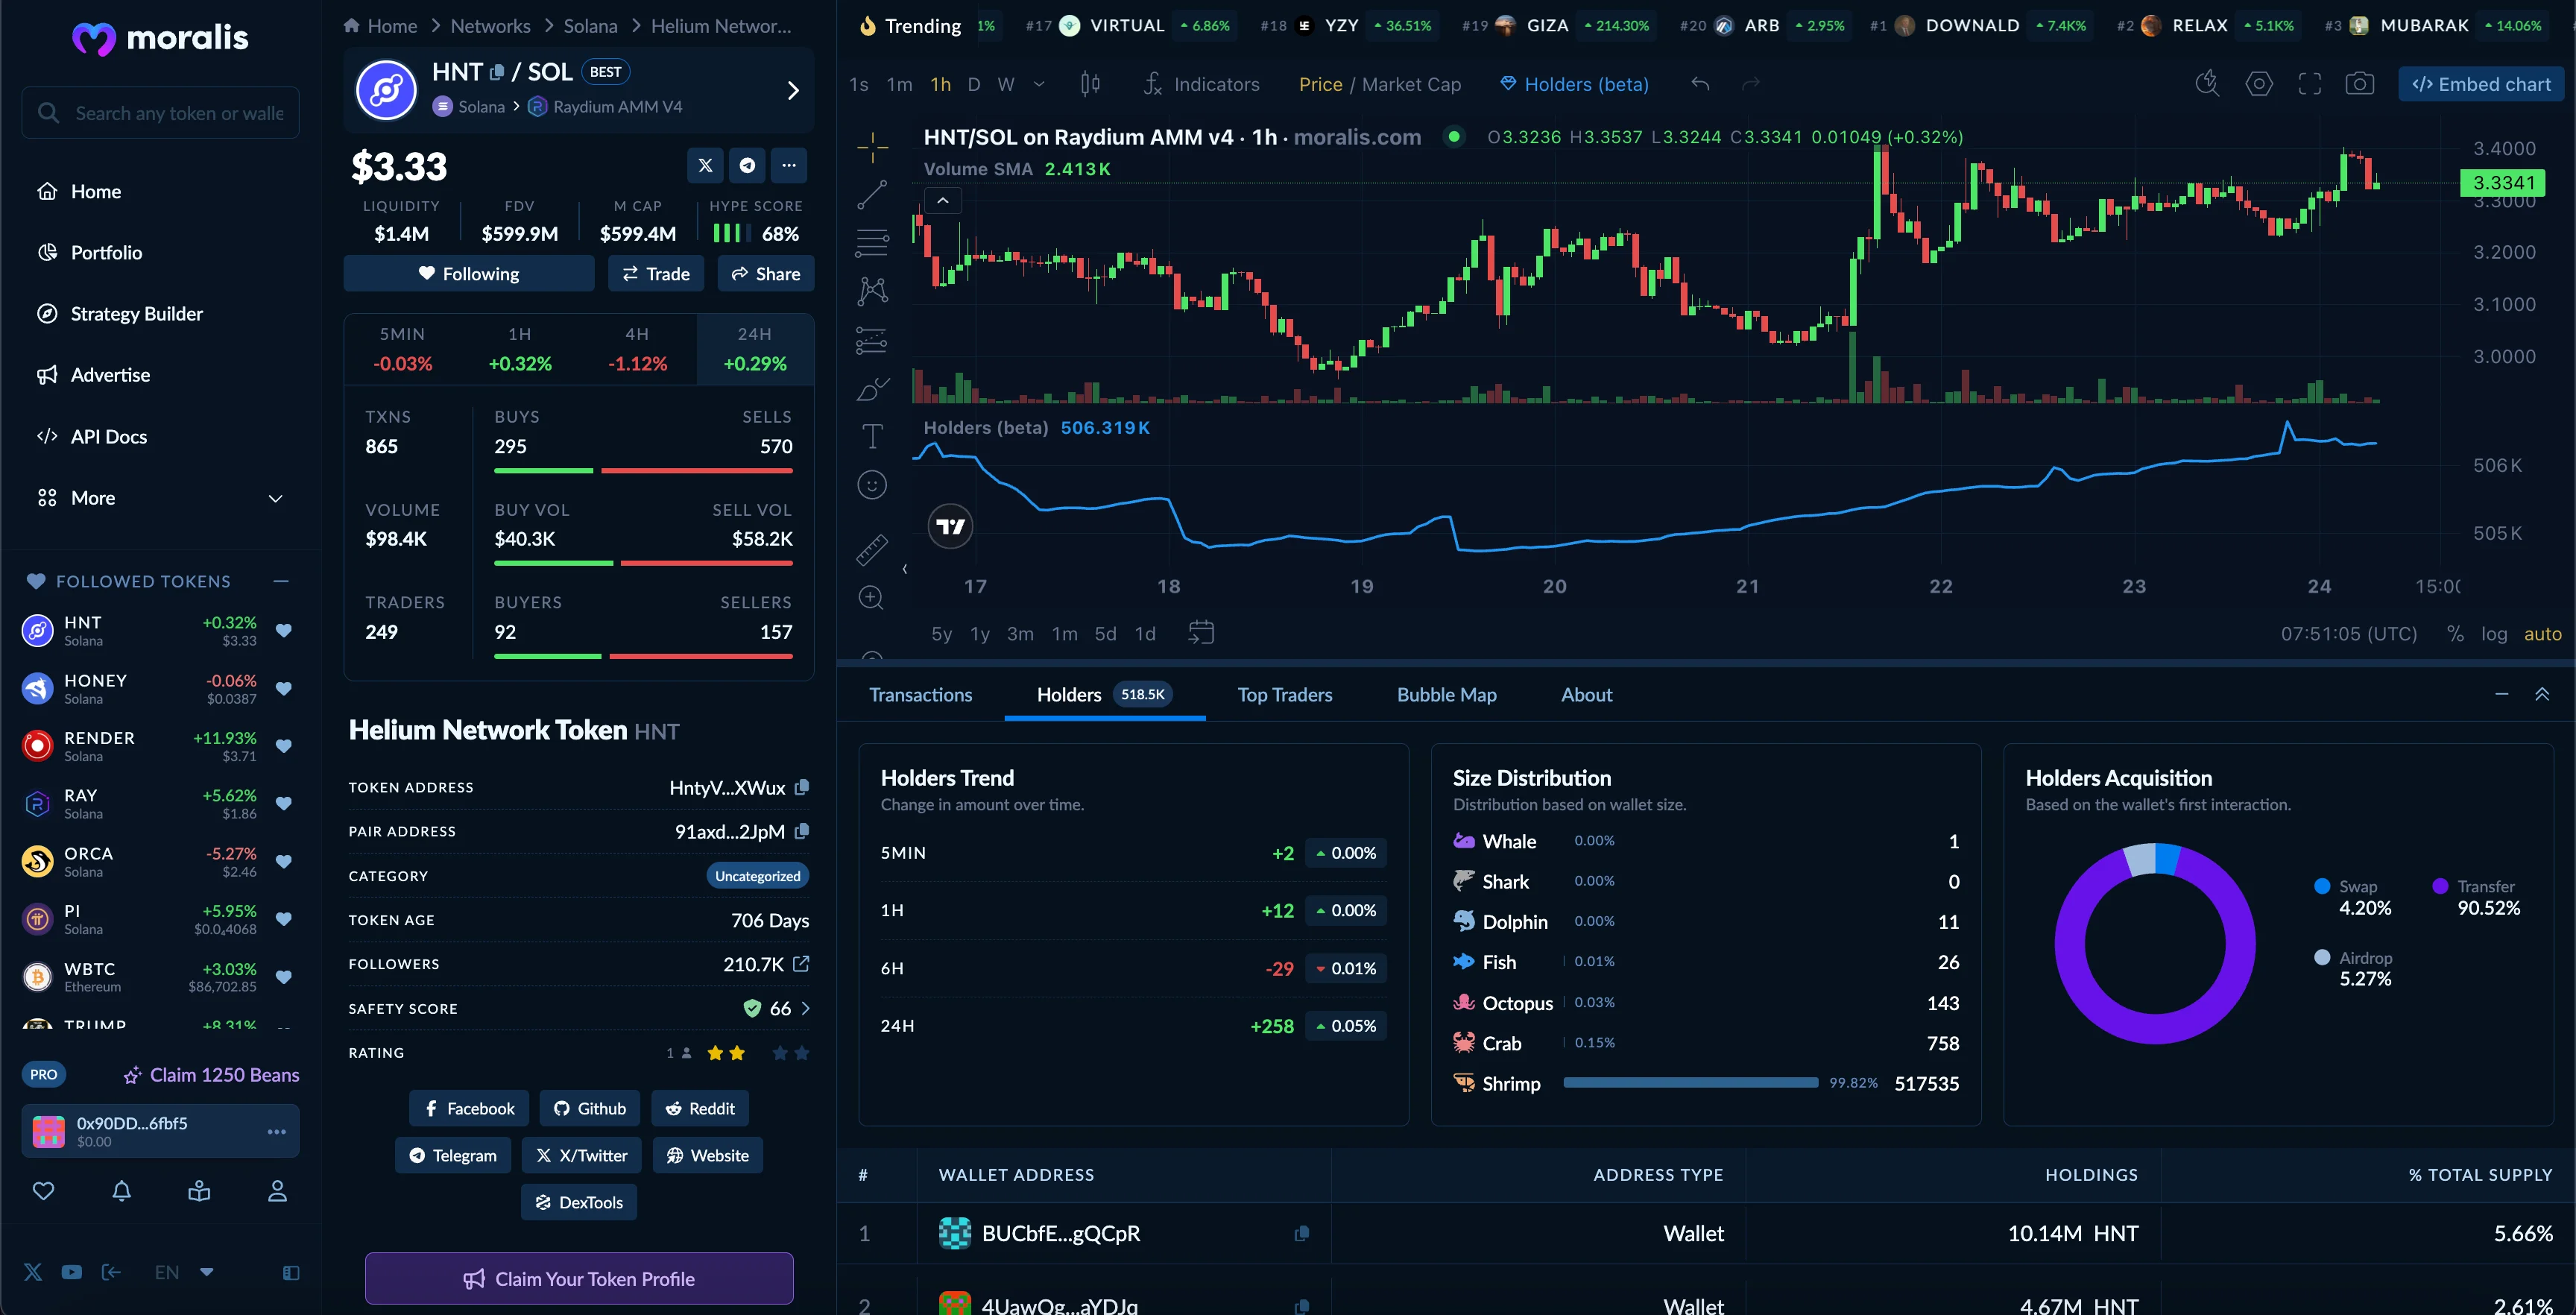 moralis
Search any token or walle
Home
Portfolio
Strategy Builder
Advertise
API Docs
More
FOLLOWED TOKENS
HNT +0.32%
Solana $3.33
HONEY -0.06%
Solana $0.0387
RENDER +11.93%
Solana $3.71
RAY +5.62%
Solana $1.86
ORCA -5.27%
Solana $2.46
PI +5.95%
Solana $0.0₄4068
WBTC +3.03%
Ethereum $86,702.85
TRUMP +8.31%
PRO Claim 1250 Beans
0x90DD...6fbf5
$0.00
EN
Home > Networks > Solana > Helium Networ...
HNT / SOL BEST
Solana > Raydium AMM V4
$3.33
LIQUIDITY FDV M CAP HYPE SCORE
$1.4M $599.9M $599.4M 68%
Following Trade Share
5MIN 1H 4H 24H
-0.03% +0.32% -1.12% +0.29%
TXNS BUYS SELLS
865 295 570
VOLUME BUY VOL SELL VOL
$98.4K $40.3K $58.2K
TRADERS BUYERS SELLERS
249 92 157
Helium Network Token HNT
TOKEN ADDRESS HntyV...XWux
PAIR ADDRESS 91axd...2JpM
CATEGORY Uncategorized
TOKEN AGE 706 Days
FOLLOWERS 210.7K
SAFETY SCORE 66
RATING 1
Facebook Github Reddit
Telegram X/Twitter Website
DexTools
Claim Your Token Profile
Trending 1% #17 VIRTUAL 6.86% #18 YZY 36.51% #19 GIZA 214.30% #20 ARB 2.95% #1 DOWNALD 7.4K% #2 RELAX 5.1K% #3 MUBARAK 14.06%
1s 1m 1h D W Indicators Price / Market Cap Holders (beta) </> Embed chart
HNT/SOL on Raydium AMM v4 · 1h · moralis.com O3.3236 H3.3537 L3.3244 C3.3341 0.01049 (+0.32%)
Volume SMA 2.413K
3.4000
3.3341
3.3000
3.2000
3.1000
3.0000
Holders (beta) 506.319K
506K
505K
17 18 19 20 21 22 23 24 15:00
5y 1y 3m 1m 5d 1d 07:51:05 (UTC) % log auto
Transactions Holders 518.5K Top Traders Bubble Map About
Holders Trend
Change in amount over time.
5MIN +2 0.00%
1H +12 0.00%
6H -29 0.01%
24H +258 0.05%
Size Distribution
Distribution based on wallet size.
Whale 0.00% 1
Shark 0.00% 0
Dolphin 0.00% 11
Fish 0.01% 26
Octopus 0.03% 143
Crab 0.15% 758
Shrimp 99.82% 517535
Holders Acquisition
Based on the wallet's first interaction.
Swap Transfer
4.20% 90.52%
Airdrop
5.27%
# WALLET ADDRESS ADDRESS TYPE HOLDINGS % TOTAL SUPPLY
1 BUCbfE...gQCpR Wallet 10.14M HNT 5.66%
2 4UawOg...aYDJq Wallet 4.67M HNT 2.61%